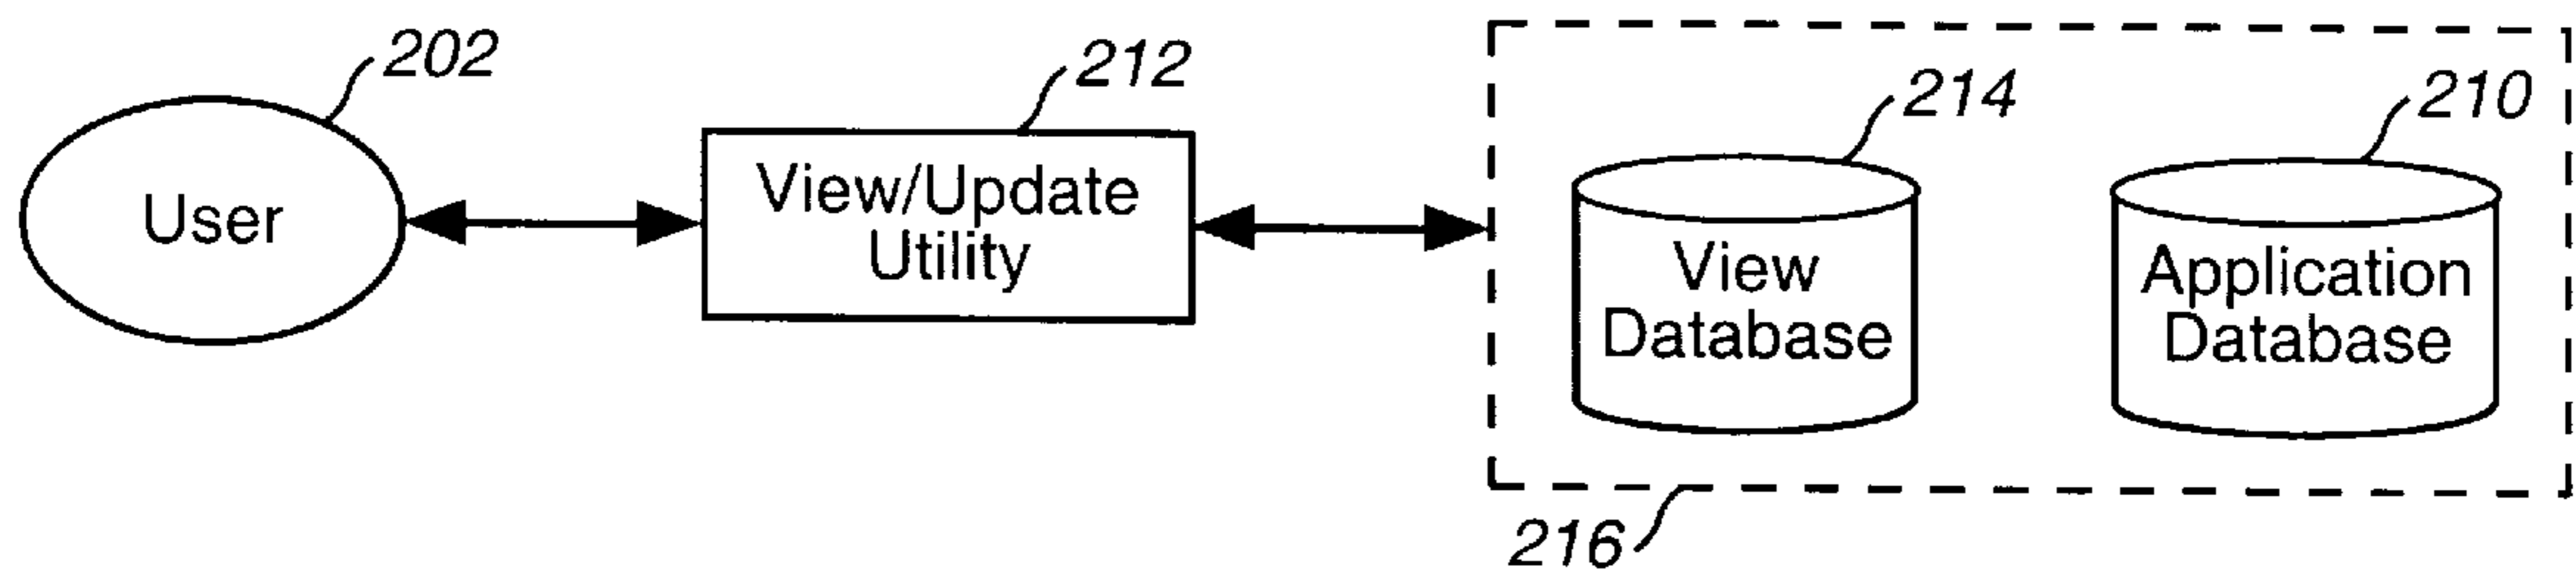 202
212
214
210
User
View/Update
Utility
View
Database
Application
Database
216